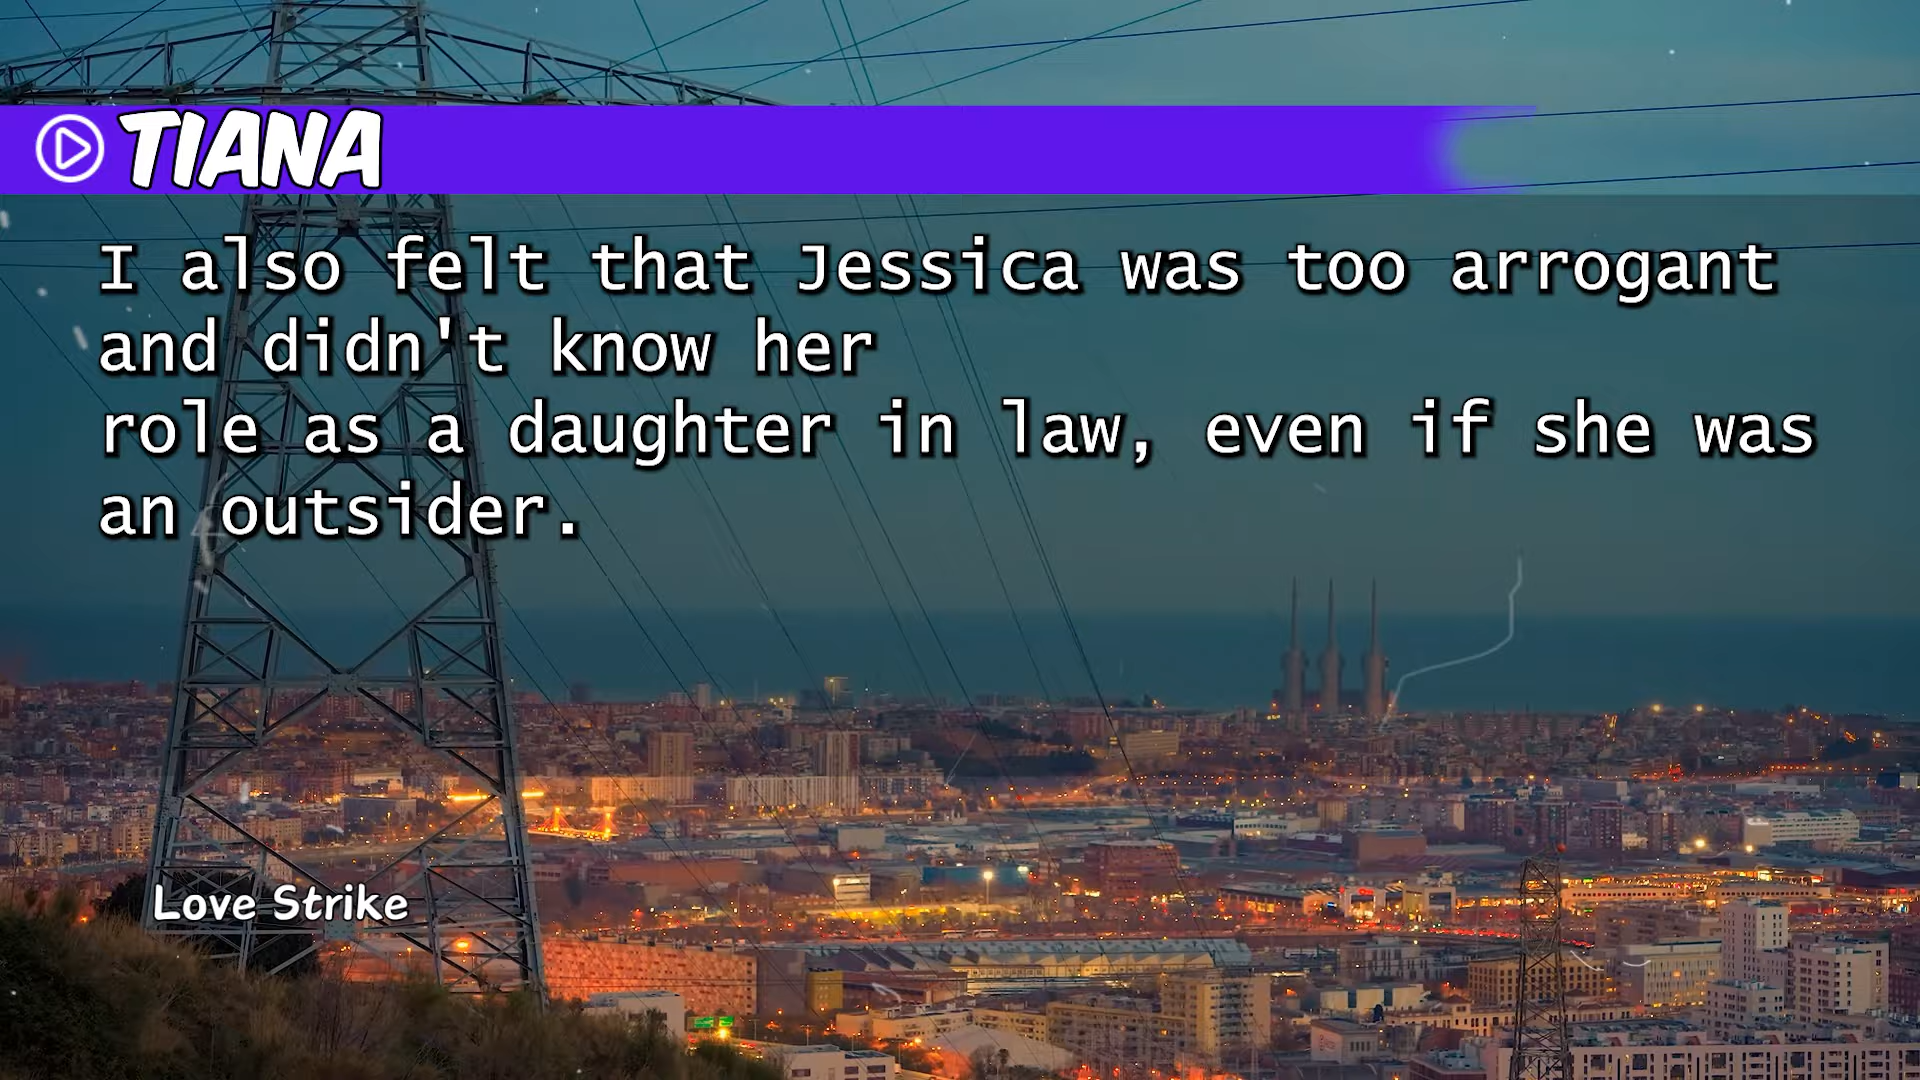 TIANA
I also felt that Jessica was too arrogant
and didn't know her
role as a daughter in law, even if she was
an outsider.
Love Strike